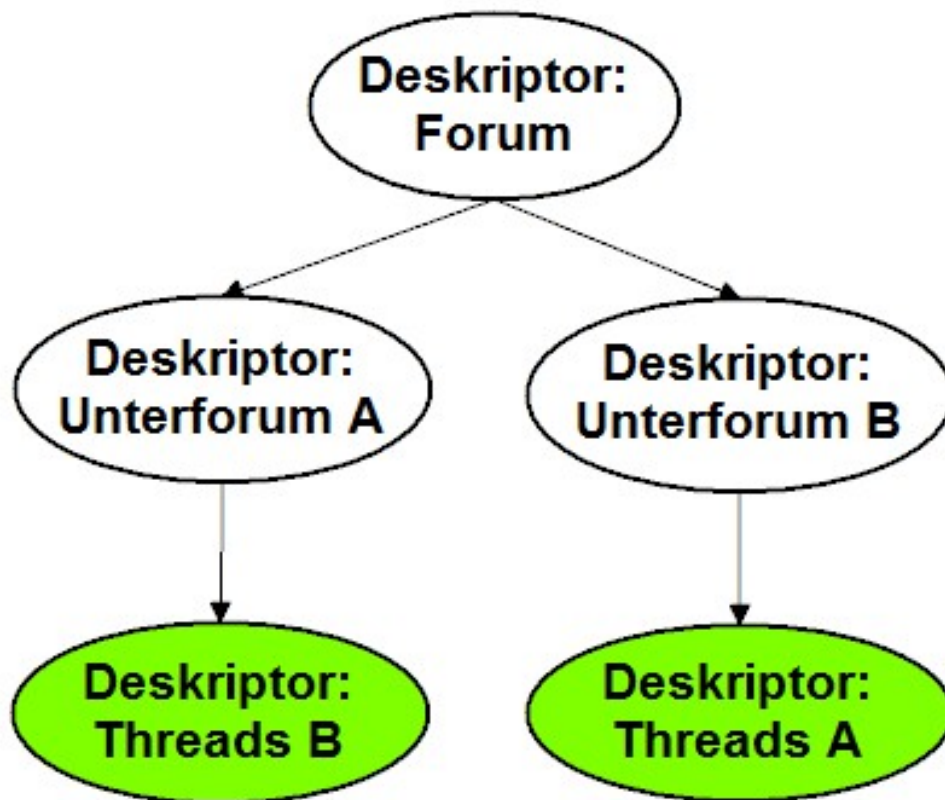 Deskriptor:
Forum
Deskriptor:
Unterforum A
Deskriptor:
Unterforum B
Deskriptor:
Threads B
Deskriptor:
Threads A